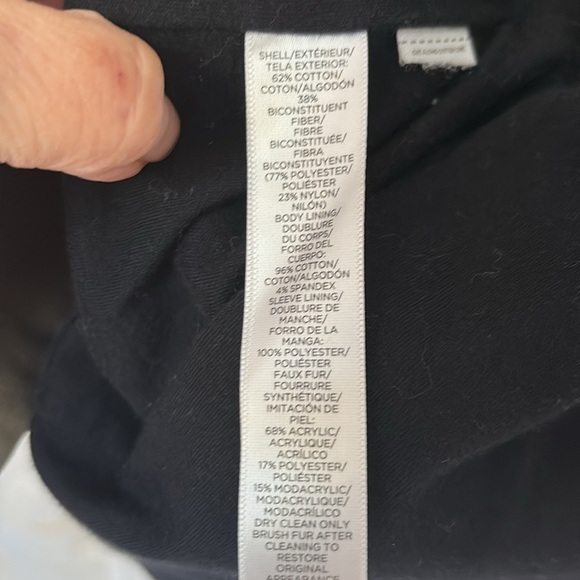 SHELL/EXTÉRIEUR/
TELA EXTERIOR:
62% COTTON/
COTON/ALGODÓN
38%
BICONSTITUENT
FIBER/
FIBRE
BICONSTITUÉE/
FIBRA
BICONSTITUYENTE
(77% POLYESTER/
POLIÉSTER
23% NYLON/
NILÓN)
BODY LINING/
DOUBLURE
DU CORPS/
FORRO DEL
CUERPO:
96% COTTON/
COTON/ALGODÓN
4% SPANDEX
SLEEVE LINING/
DOUBLURE DE
MANCHE/
FORRO DE LA
MANGA:
100% POLYESTER/
POLIÉSTER
FAUX FUR/
FOURRURE
SYNTHÉTIQUE/
IMITACIÓN DE
PIEL:
68% ACRYLIC/
ACRYLIQUE/
ACRÍLICO
17% POLYESTER/
POLIÉSTER
15% MODACRYLIC/
MODACRYLIQUE/
MODACRÍLICO
DRY CLEAN ONLY
BRUSH FUR AFTER
CLEANING TO
RESTORE
ORIGINAL
APPEARANCE